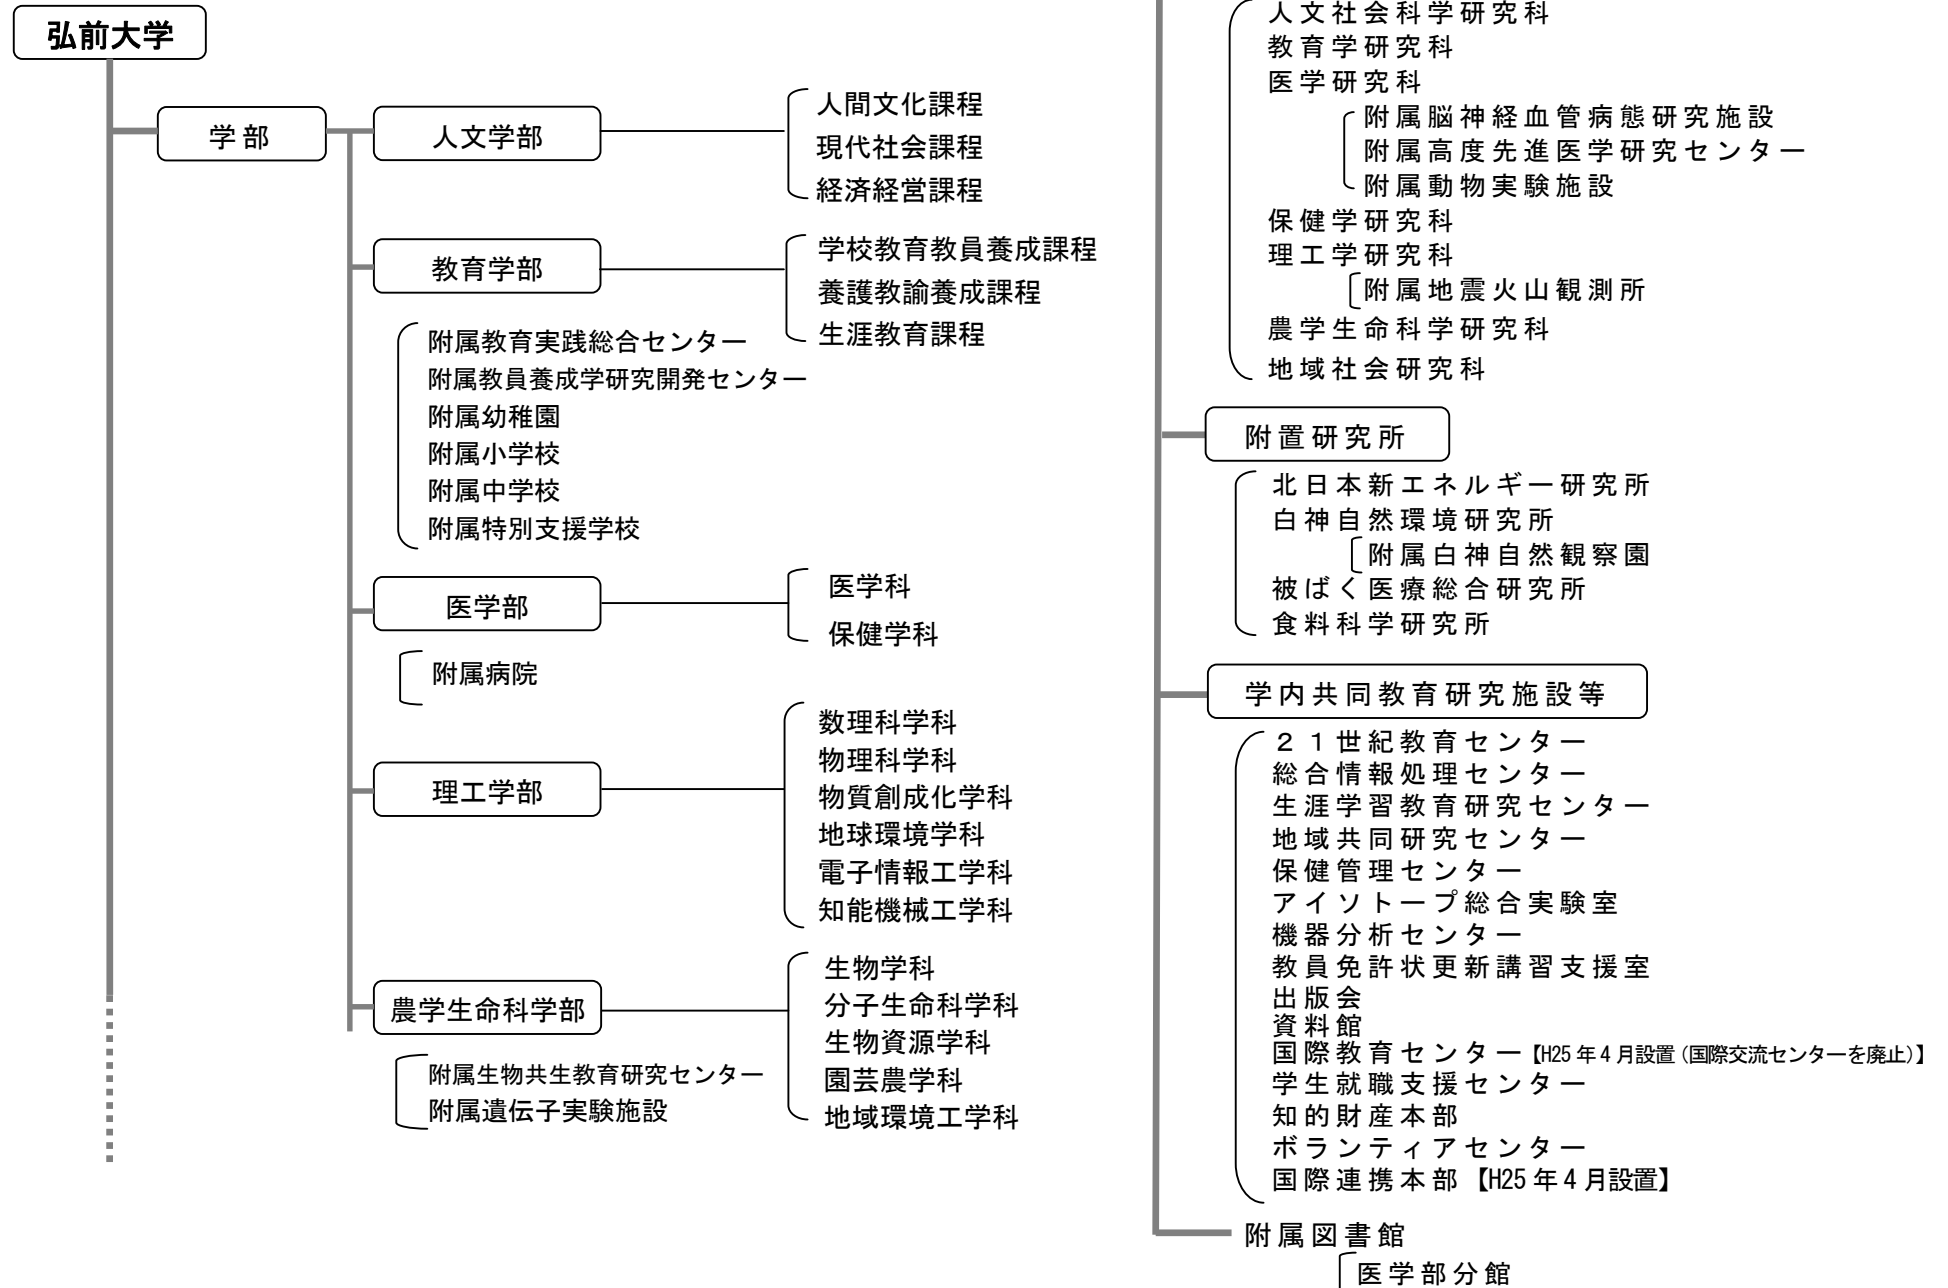 弘前大学
学部
人文学部
人間文化課程
現代社会課程
経済経営課程
教育学部
学校教育教員養成課程
養護教諭養成課程
生涯教育課程
附属教育実践総合センター
附属教員養成学研究開発センター
附属幼稚園
附属小学校
附属中学校
附属特別支援学校
医学部
医学科
保健学科
附属病院
理工学部
数理科学科
物理科学科
物質創成化学科
地球環境学科
電子情報工学科
知能機械工学科
農学生命科学部
生物学科
分子生命科学科
生物資源学科
園芸農学科
地域環境工学科
附属生物共生教育研究センター
附属遺伝子実験施設
人文社会科学研究科
教育学研究科
医学研究科
附属脳神経血管病態研究施設
附属高度先進医学研究センター
附属動物実験施設
保健学研究科
理工学研究科
附属地震火山観測所
農学生命科学研究科
地域社会研究科
附置研究所
北日本新エネルギー研究所
白神自然環境研究所
附属白神自然観察園
被ばく医療総合研究所
食料科学研究所
学内共同教育研究施設等
２１世紀教育センター
総合情報処理センター
生涯学習教育研究センター
地域共同研究センター
保健管理センター
アイソトープ総合実験室
機器分析センター
教員免許状更新講習支援室
出版会
資料館
国際教育センター【H25年4月設置（国際交流センターを廃止）】
学生就職支援センター
知的財産本部
ボランティアセンター
国際連携本部【H25年4月設置】
附属図書館
医学部分館